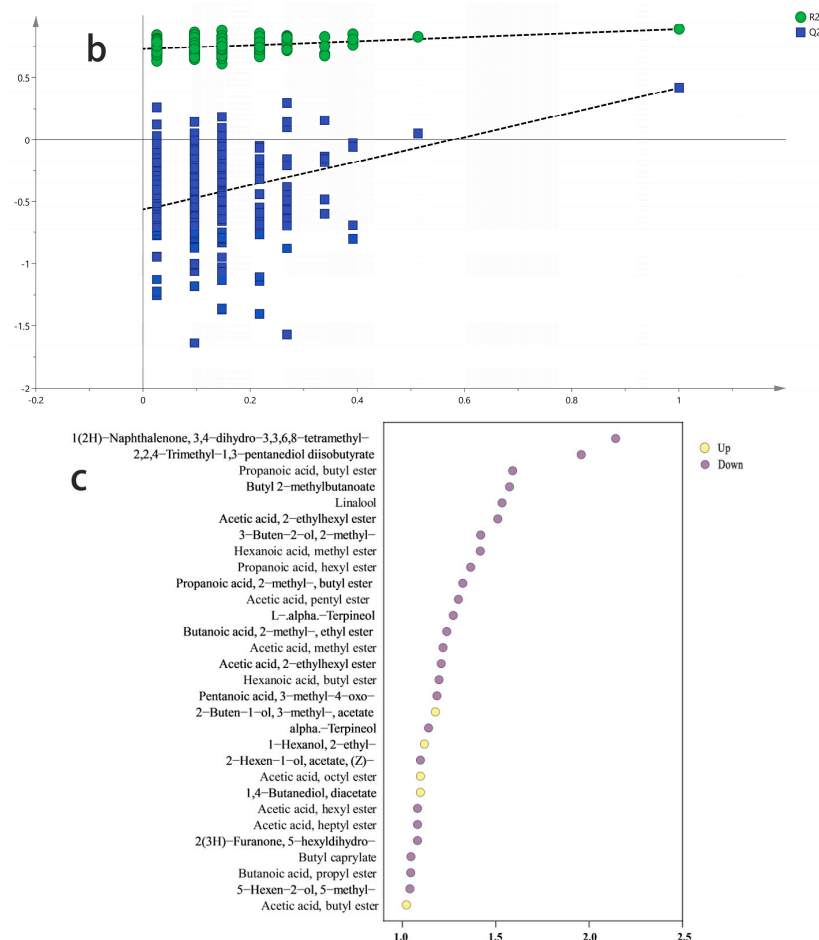 b
R2
Q2
0.5
0
-0.5
-1
-1.5
-2
-0.2 0 0.2 0.4 0.6 0.8 1
c
1(2H)−Naphthalenone, 3,4−dihydro−3,3,6,8−tetramethyl−
2,2,4−Trimethyl−1,3−pentanediol diisobutyrate
Propanoic acid, butyl ester
Butyl 2−methylbutanoate
Linalool
Acetic acid, 2−ethylhexyl ester
3−Buten−2−ol, 2−methyl−
Hexanoic acid, methyl ester
Propanoic acid, hexyl ester
Propanoic acid, 2−methyl−, butyl ester
Acetic acid, pentyl ester
L−.alpha.−Terpineol
Butanoic acid, 2−methyl−, ethyl ester
Acetic acid, methyl ester
Acetic acid, 2−ethylhexyl ester
Hexanoic acid, butyl ester
Pentanoic acid, 3−methyl−4−oxo−
2−Buten−1−ol, 3−methyl−, acetate
alpha.−Terpineol
1−Hexanol, 2−ethyl−
2−Hexen−1−ol, acetate, (Z)−
Acetic acid, octyl ester
1,4−Butanediol, diacetate
Acetic acid, hexyl ester
Acetic acid, heptyl ester
2(3H)−Furanone, 5−hexyldihydro−
Butyl caprylate
Butanoic acid, propyl ester
5−Hexen−2−ol, 5−methyl−
Acetic acid, butyl ester
Up
Down
1.0 1.5 2.0 2.5